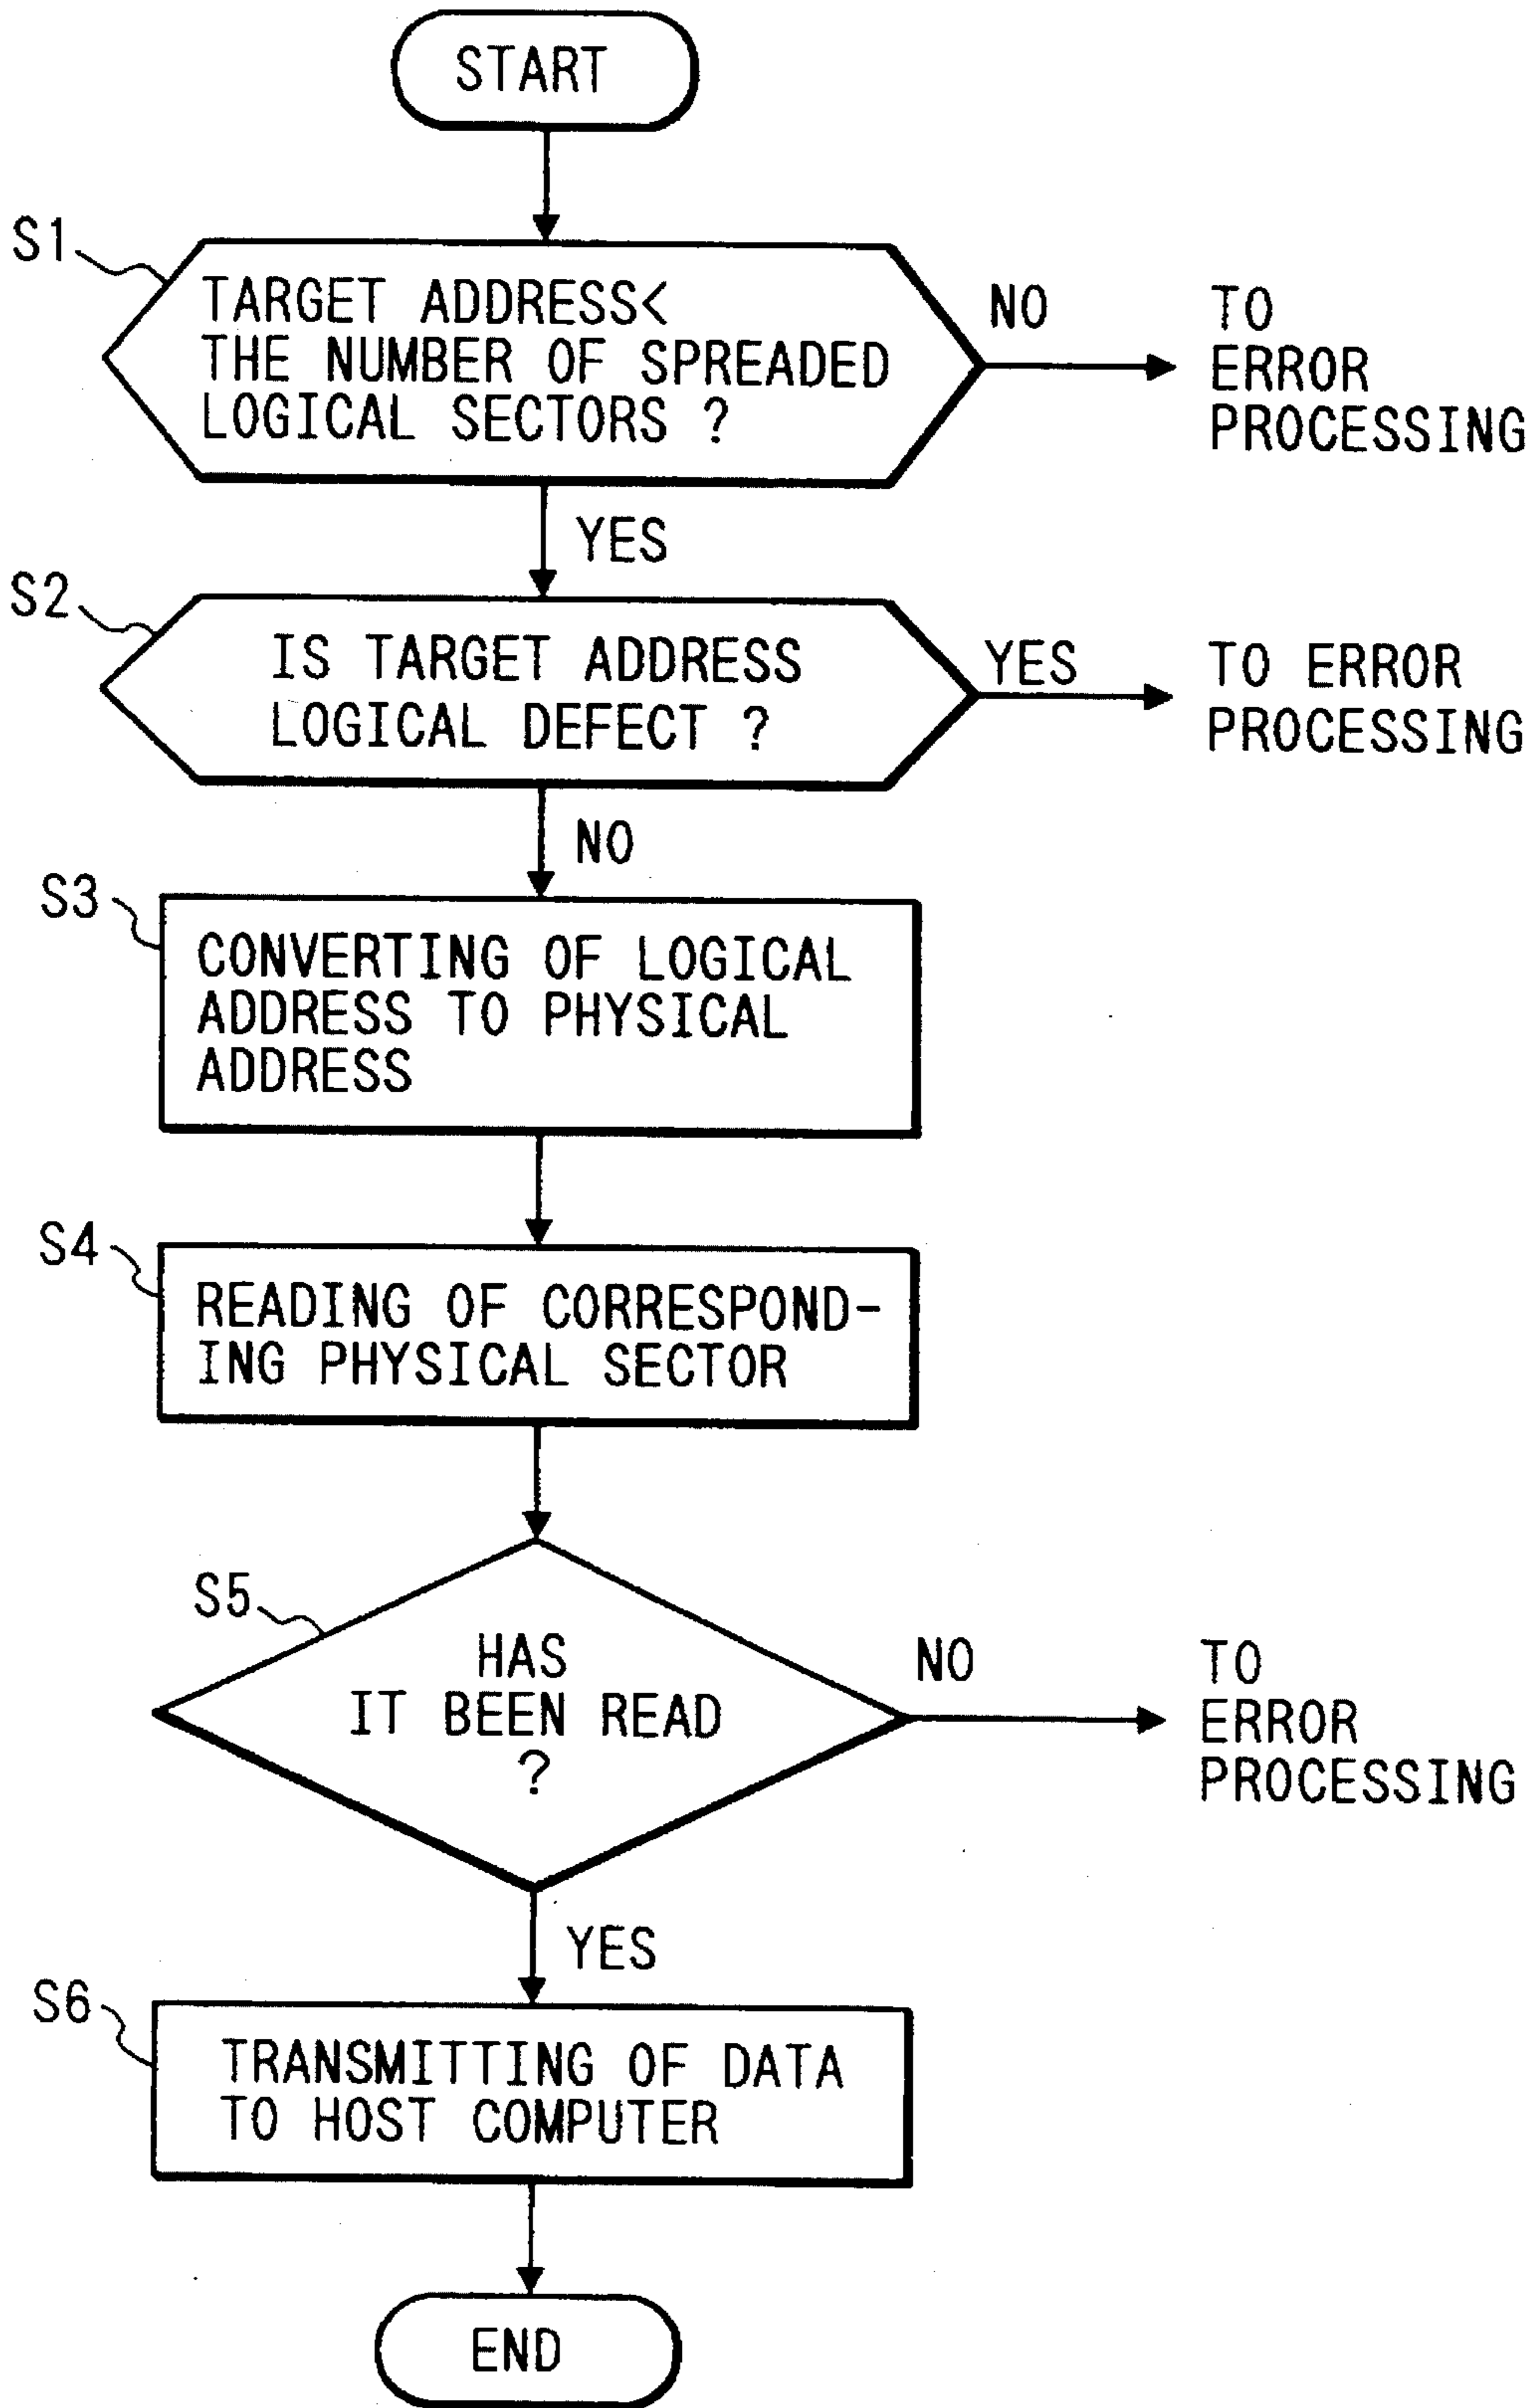 START
S1
TARGET ADDRESS<
THE NUMBER OF SPREADED
LOGICAL SECTORS ?
NO
TO
ERROR
PROCESSING
YES
S2
IS TARGET ADDRESS
LOGICAL DEFECT ?
YES
TO ERROR
PROCESSING
NO
S3
CONVERTING OF LOGICAL
ADDRESS TO PHYSICAL
ADDRESS
S4
READING OF CORRESPOND-
ING PHYSICAL SECTOR
S5
HAS
IT BEEN READ
?
NO
TO
ERROR
PROCESSING
YES
S6
TRANSMITTING OF DATA
TO HOST COMPUTER
END